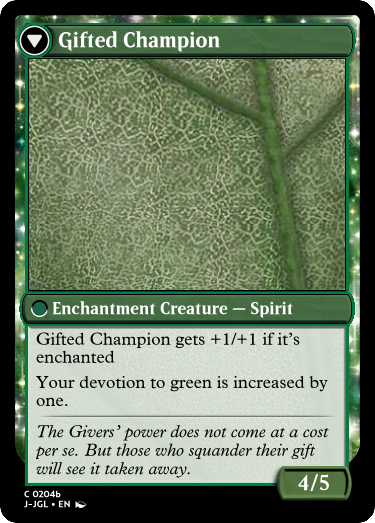 Gifted Champion
Enchantment Creature — Spirit
Gifted Champion gets +1/+1 if it's
enchanted
Your devotion to green is increased by
one.
The Givers' power does not come at a cost
per se. But those who squander their gift
will see it taken away.
4/5
C 0204b
J-JGL • EN